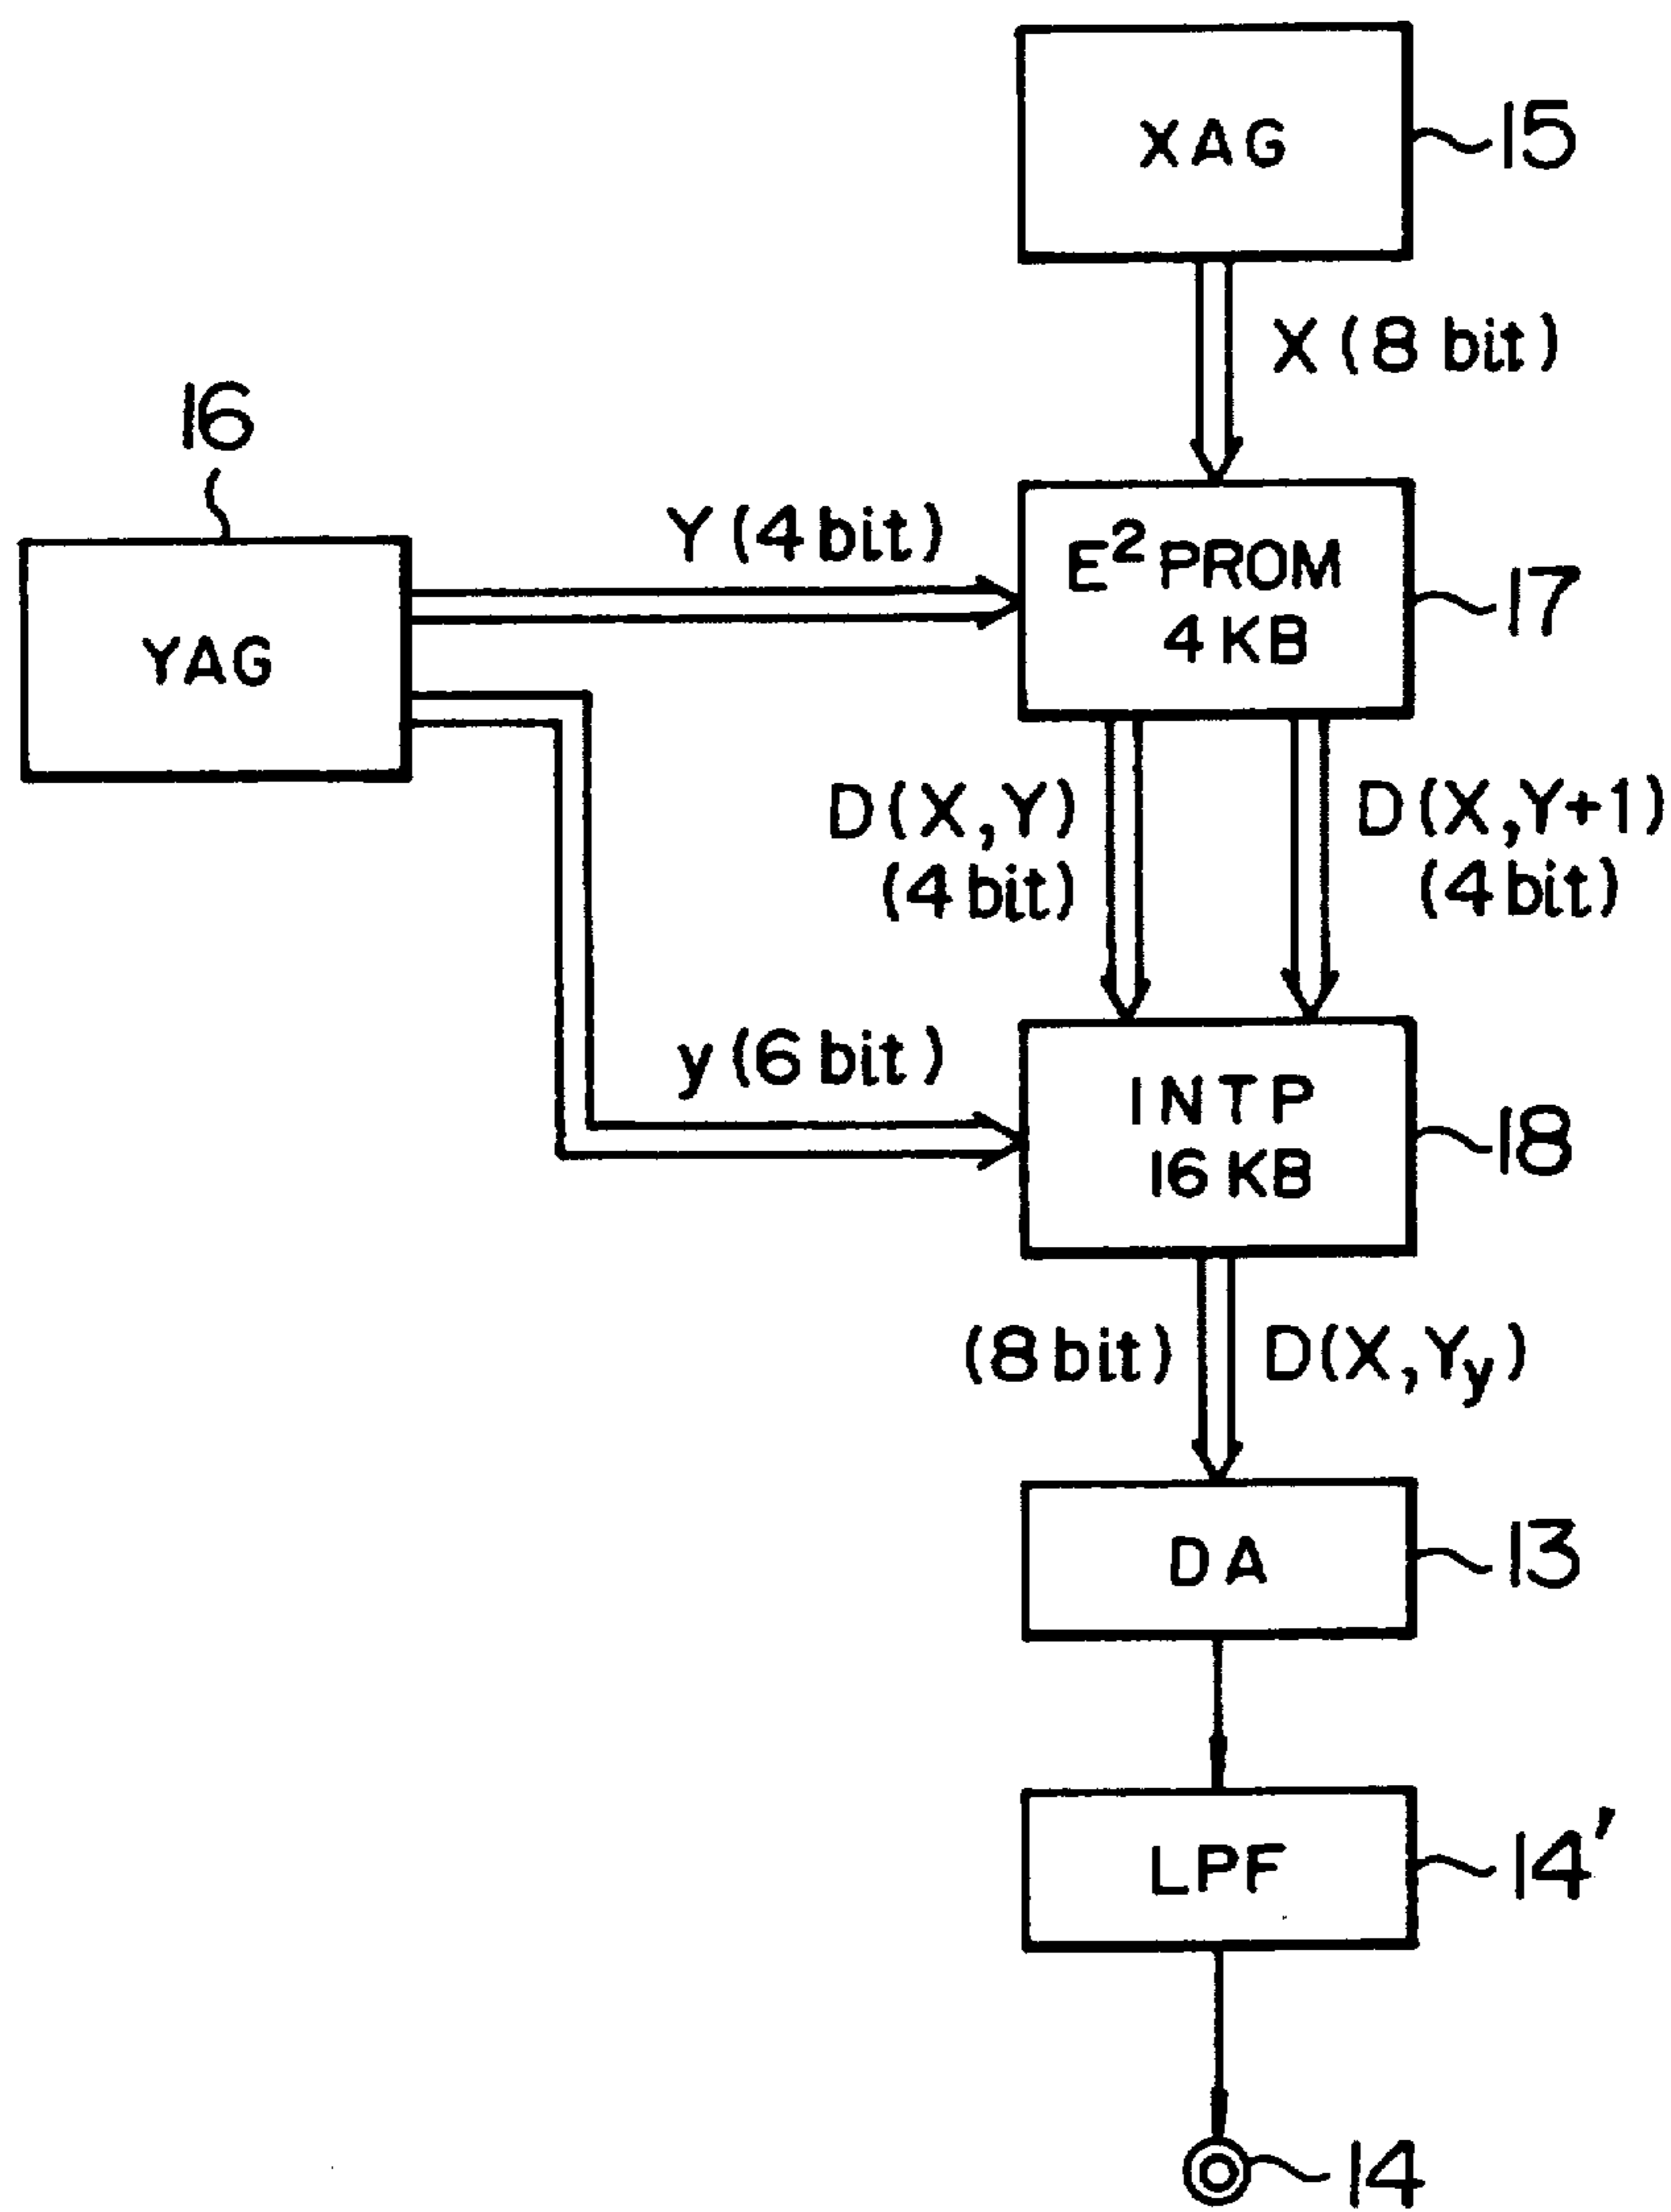 XAG
15
X (8 bit)
16
Y (4 bit)
E² PROM
4 KB
17
YAG
D(X,Y)
(4 bit)
D(X,Y+1)
(4 bit)
y (6 bit)
INTP
16 KB
18
(8 bit)
D(X,Yy)
DA
13
LPF
14'
14